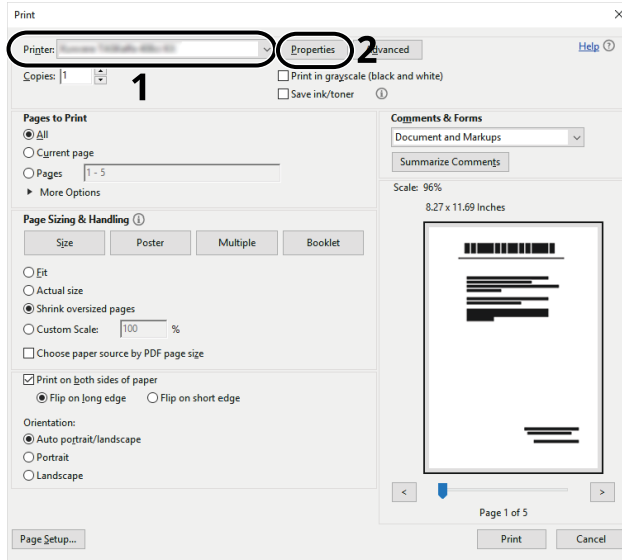 Print
Printer:
Properties
2
Advanced
Help
Copies: 1
1
Print in grayscale (black and white)
Save ink/toner
Pages to Print
All
Current page
Pages 1 - 5
More Options
Page Sizing & Handling
Size Poster Multiple Booklet
Fit
Actual size
Shrink oversized pages
Custom Scale: 100 %
Choose paper source by PDF page size
Print on both sides of paper
Flip on long edge Flip on short edge
Orientation:
Auto portrait/landscape
Portrait
Landscape
Comments & Forms
Document and Markups
Summarize Comments
Scale: 96%
8.27 x 11.69 Inches
< >
Page 1 of 5
Page Setup...
Print Cancel